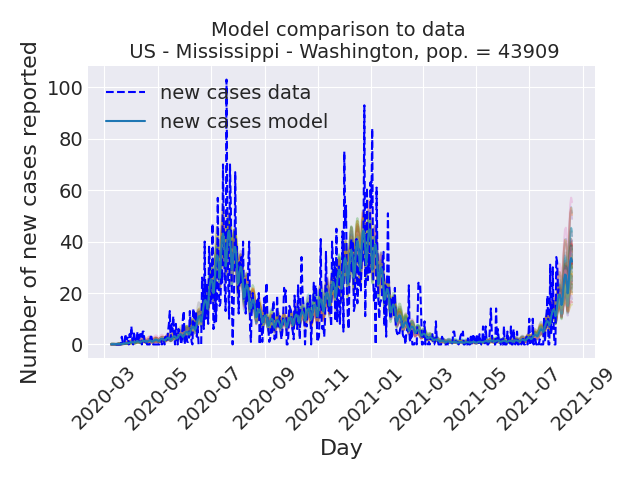 Model comparison to data
US - Mississippi - Washington, pop. = 43909
Number of new cases reported
100
80
60
40
20
0
new cases data
new cases model
2020-03
2020-05
2020-07
2020-09
2020-11
2021-01
2021-03
2021-05
2021-07
2021-09
Day